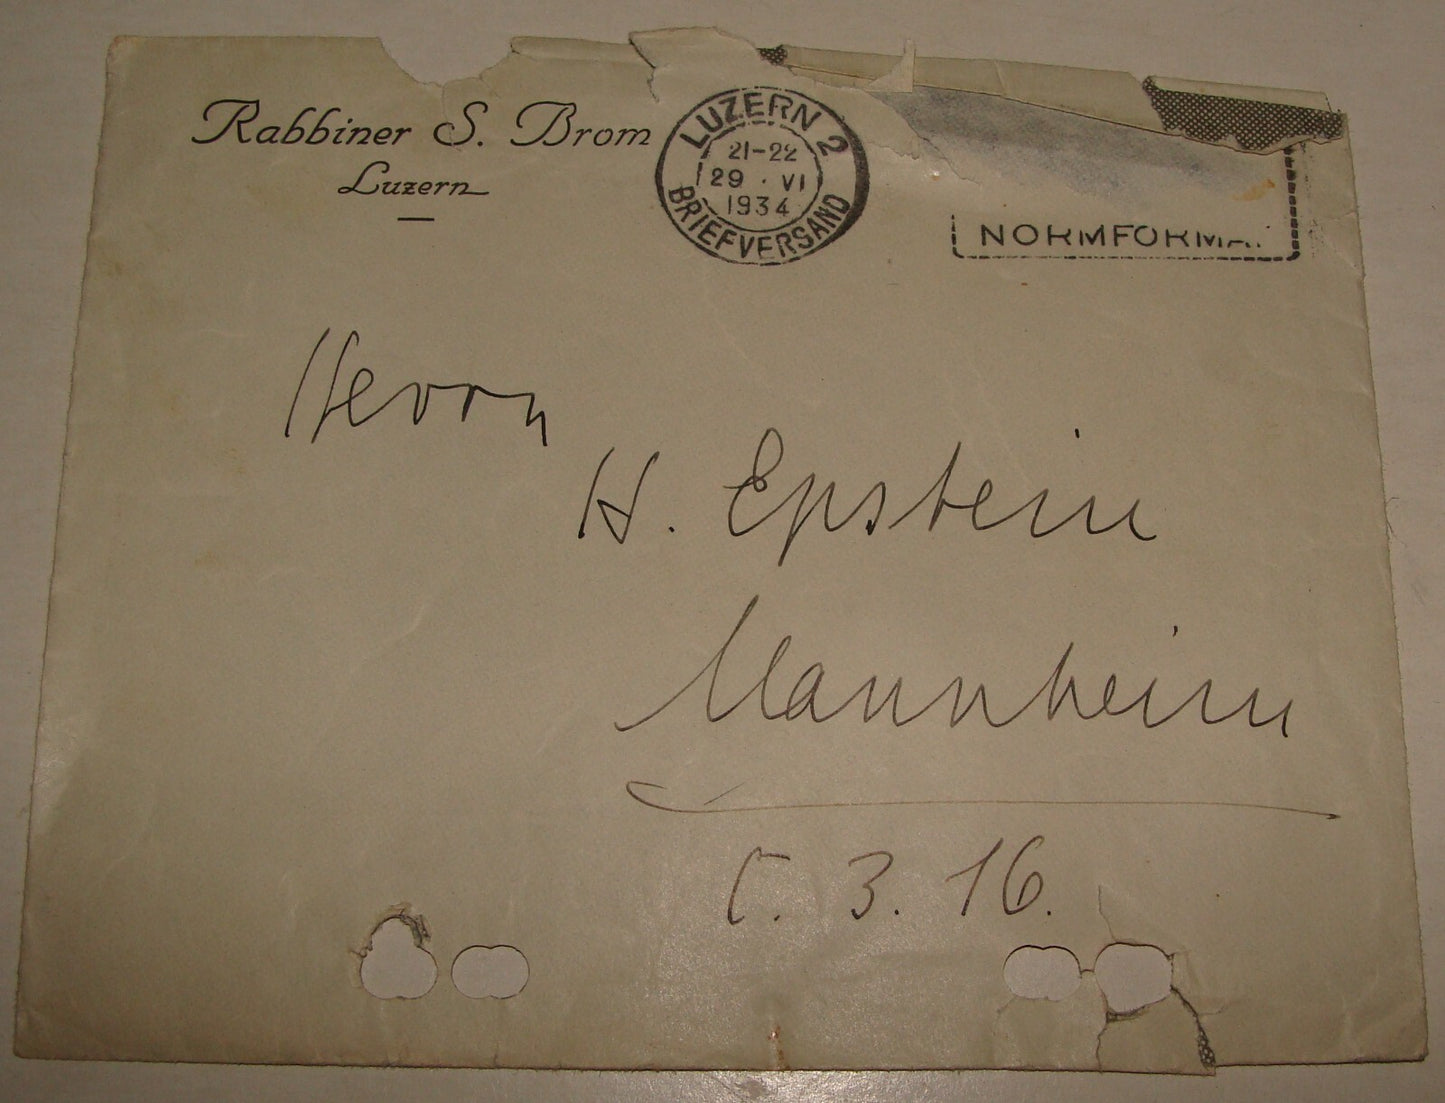 Rabbiner S. Brom
Luzern
LUZERN 2
21-22
29 · VI
1934
BRIEFVERSAND
NORMFORMA
Herrn
H. Epstein
Mannheim
C. 3. 16.